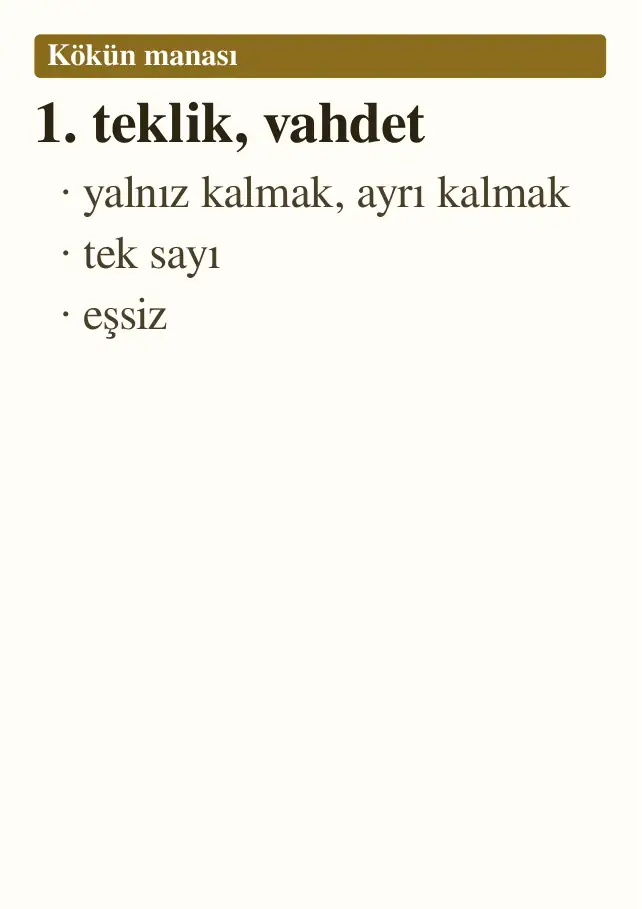 Kökün manası
1. teklik, vahdet
· yalnız kalmak, ayrı kalmak
· tek sayı
· eşsiz